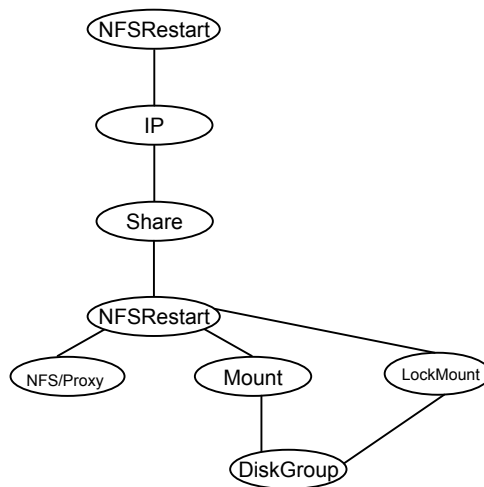 NFSRestart
IP
Share
NFSRestart
NFS/Proxy
Mount
LockMount
DiskGroup